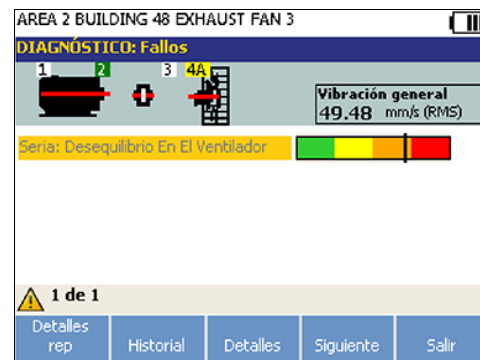 AREA 2 BUILDING 48 EXHAUST FAN 3
DIAGNÓSTICO: Fallos
1 2 3 4A
Vibración general
49.48 mm/s (RMS)
Seria: Desequilibrio En El Ventilador
1 de 1
Detalles rep Historial Detalles Siguiente Salir